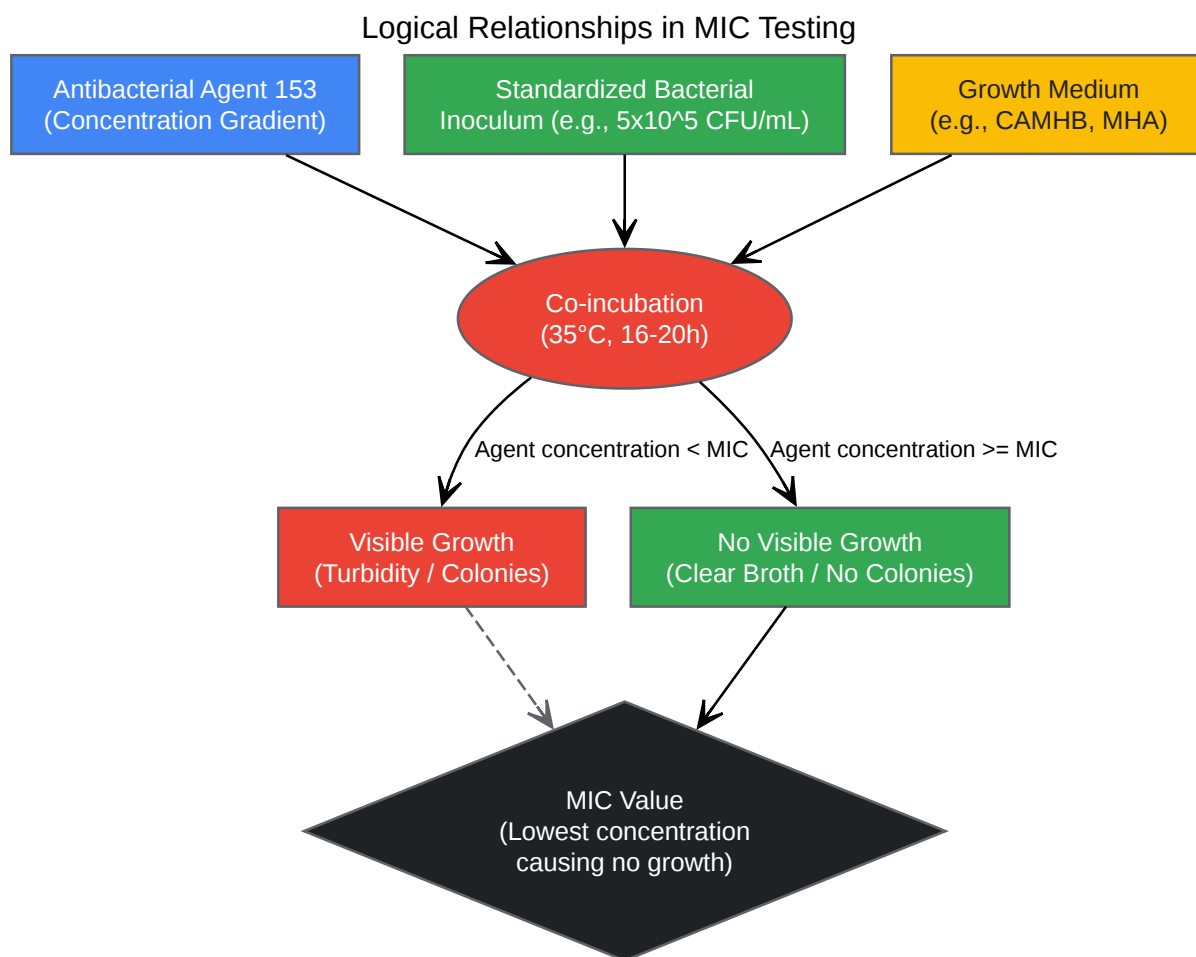 Logical Relationships in MIC Testing
Antibacterial Agent 153
(Concentration Gradient)
Standardized Bacterial
Inoculum (e.g., 5x10^5 CFU/mL)
Growth Medium
(e.g., CAMHB, MHA)
Co-incubation
(35°C, 16-20h)
Agent concentration < MIC
Agent concentration >= MIC
Visible Growth
(Turbidity / Colonies)
No Visible Growth
(Clear Broth / No Colonies)
MIC Value
(Lowest concentration
causing no growth)